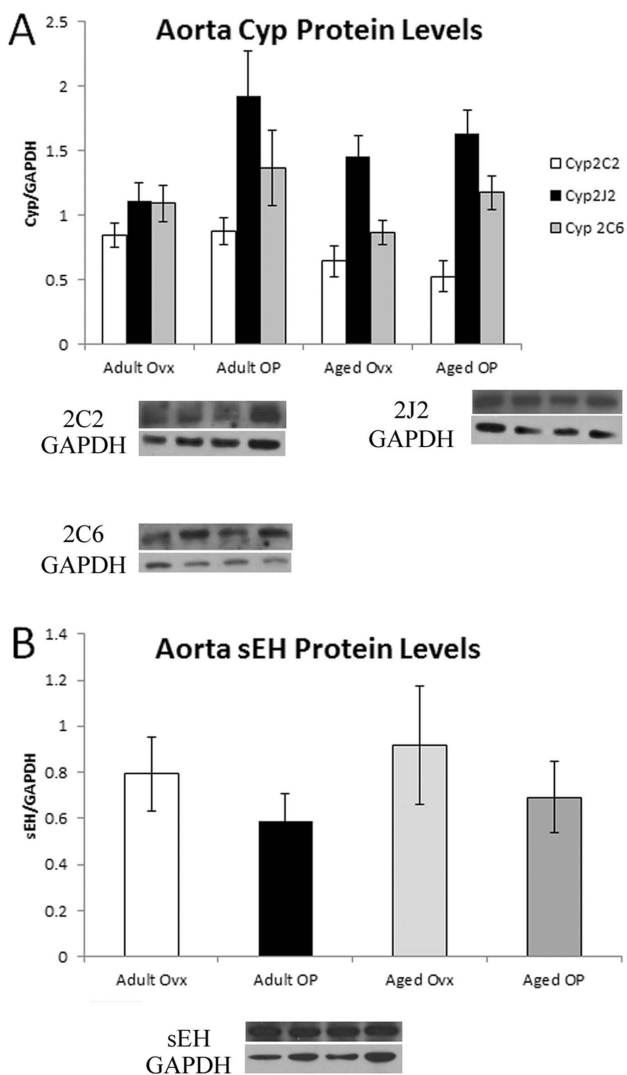 A
Aorta Cyp Protein Levels
2.5
2
1.5
1
0.5
0
Cyp/GAPDH
Cyp2C2
Cyp2J2
Cyp 2C6
Adult Ovx
Adult OP
Aged Ovx
Aged OP
2C2
GAPDH
2J2
GAPDH
2C6
GAPDH
B
Aorta sEH Protein Levels
1.4
1.2
1
0.8
0.6
0.4
0.2
0
sEH/GAPDH
Adult Ovx
Adult OP
Aged Ovx
Aged OP
sEH
GAPDH